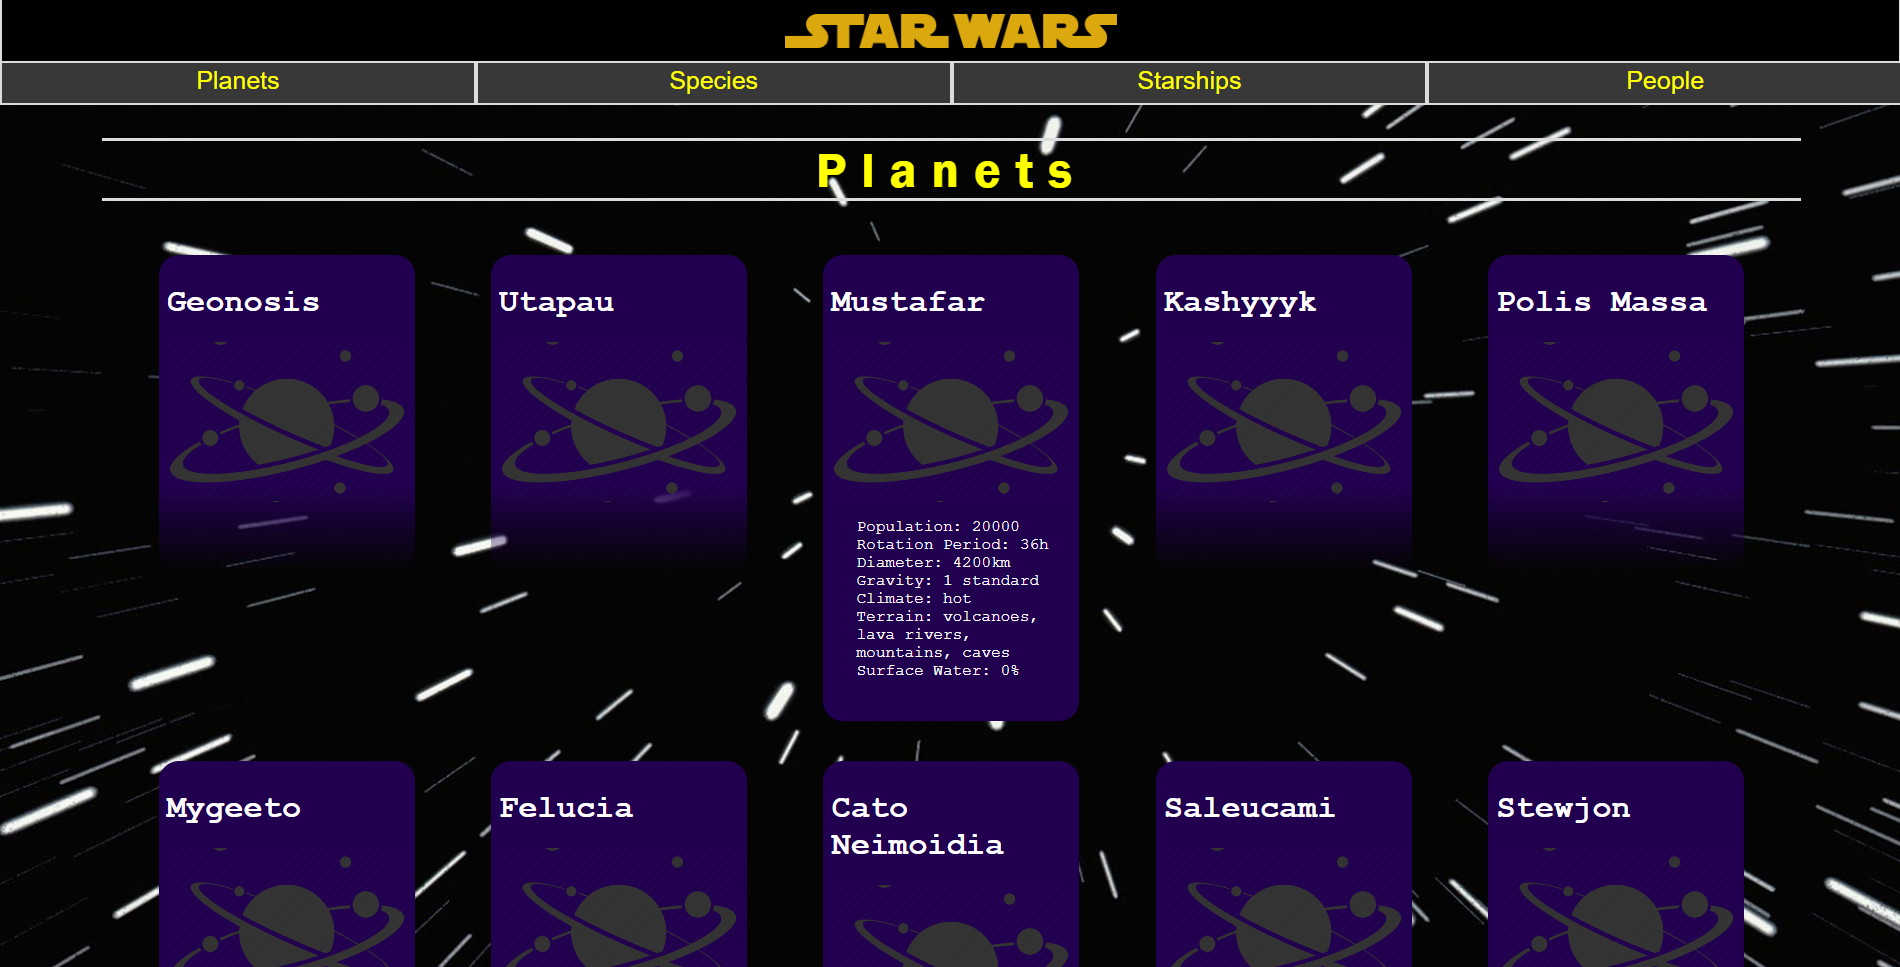 STAR WARS
Planets
Species
Starships
People
Planets
Geonosis
Utapau
Mustafar
Kashyyyk
Polis Massa
Population: 20000
Rotation Period: 36h
Diameter: 4200km
Gravity: 1 standard
Climate: hot
Terrain: volcanoes,
lava rivers,
mountains, caves
Surface Water: 0%
Mygeeto
Felucia
Cato
Neimoidia
Saleucami
Stewjon